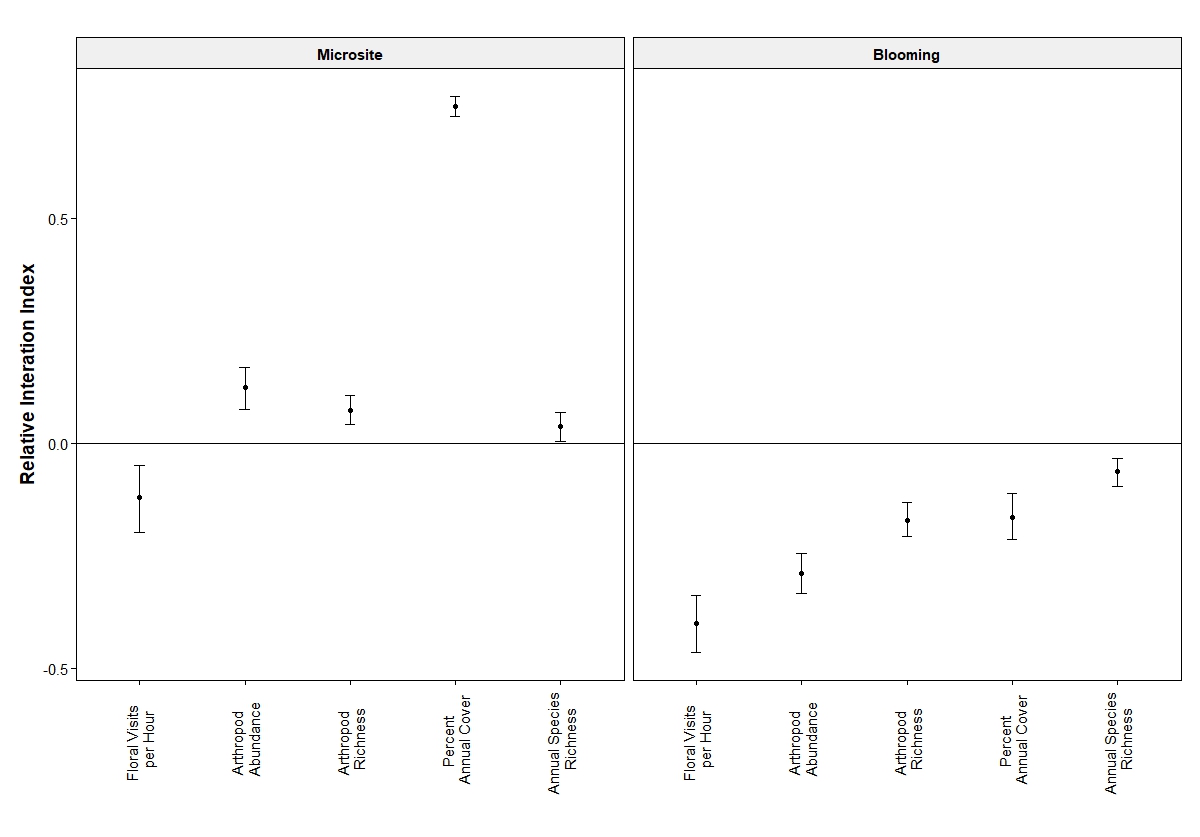 Microsite
Blooming
Relative Interation Index
0.5
0.0
-0.5
Floral Visits
per Hour
Arthropod
Abundance
Arthropod
Richness
Percent
Annual Cover
Annual Species
Richness
Floral Visits
per Hour
Arthropod
Abundance
Arthropod
Richness
Percent
Annual Cover
Annual Species
Richness